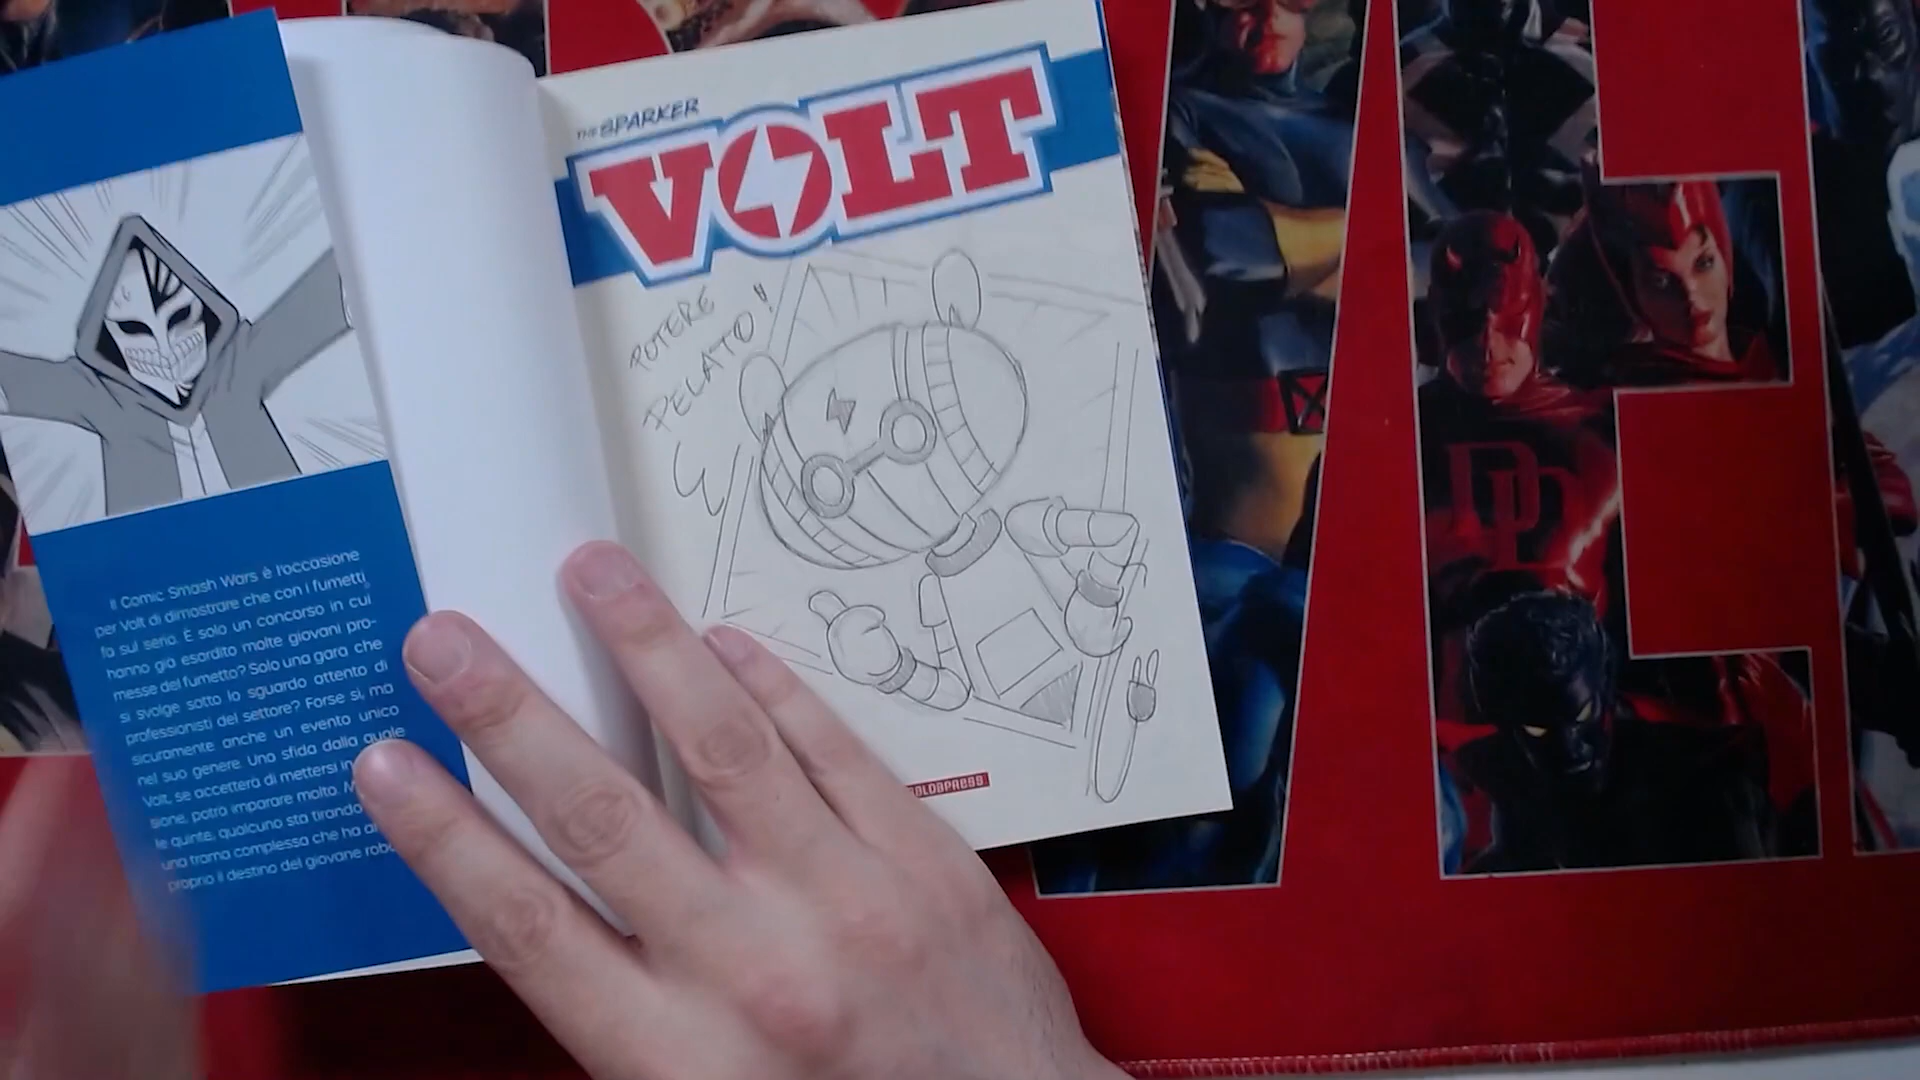 THE SPARKER
VOLT
POTERE
PELATO!
Il Comic Smash Wars è l'occasione
per Volt di dimostrare che con i fumetti
fa sul serio. È solo un concorso in cui
hanno già esordito molte giovani pro-
messe del fumetto? Solo una gara che
si svolge sotto lo sguardo attento di
professionisti del settore? Forse sì, ma
sicuramente anche un evento unico
nel suo genere. Una sfida dalla quale
Volt, se accetterà di mettersi in
sione, potrà imparare molto.
le quinte, qualcuno sta tirando
una trama complessa che ha
proprio il destino del giovane
DD